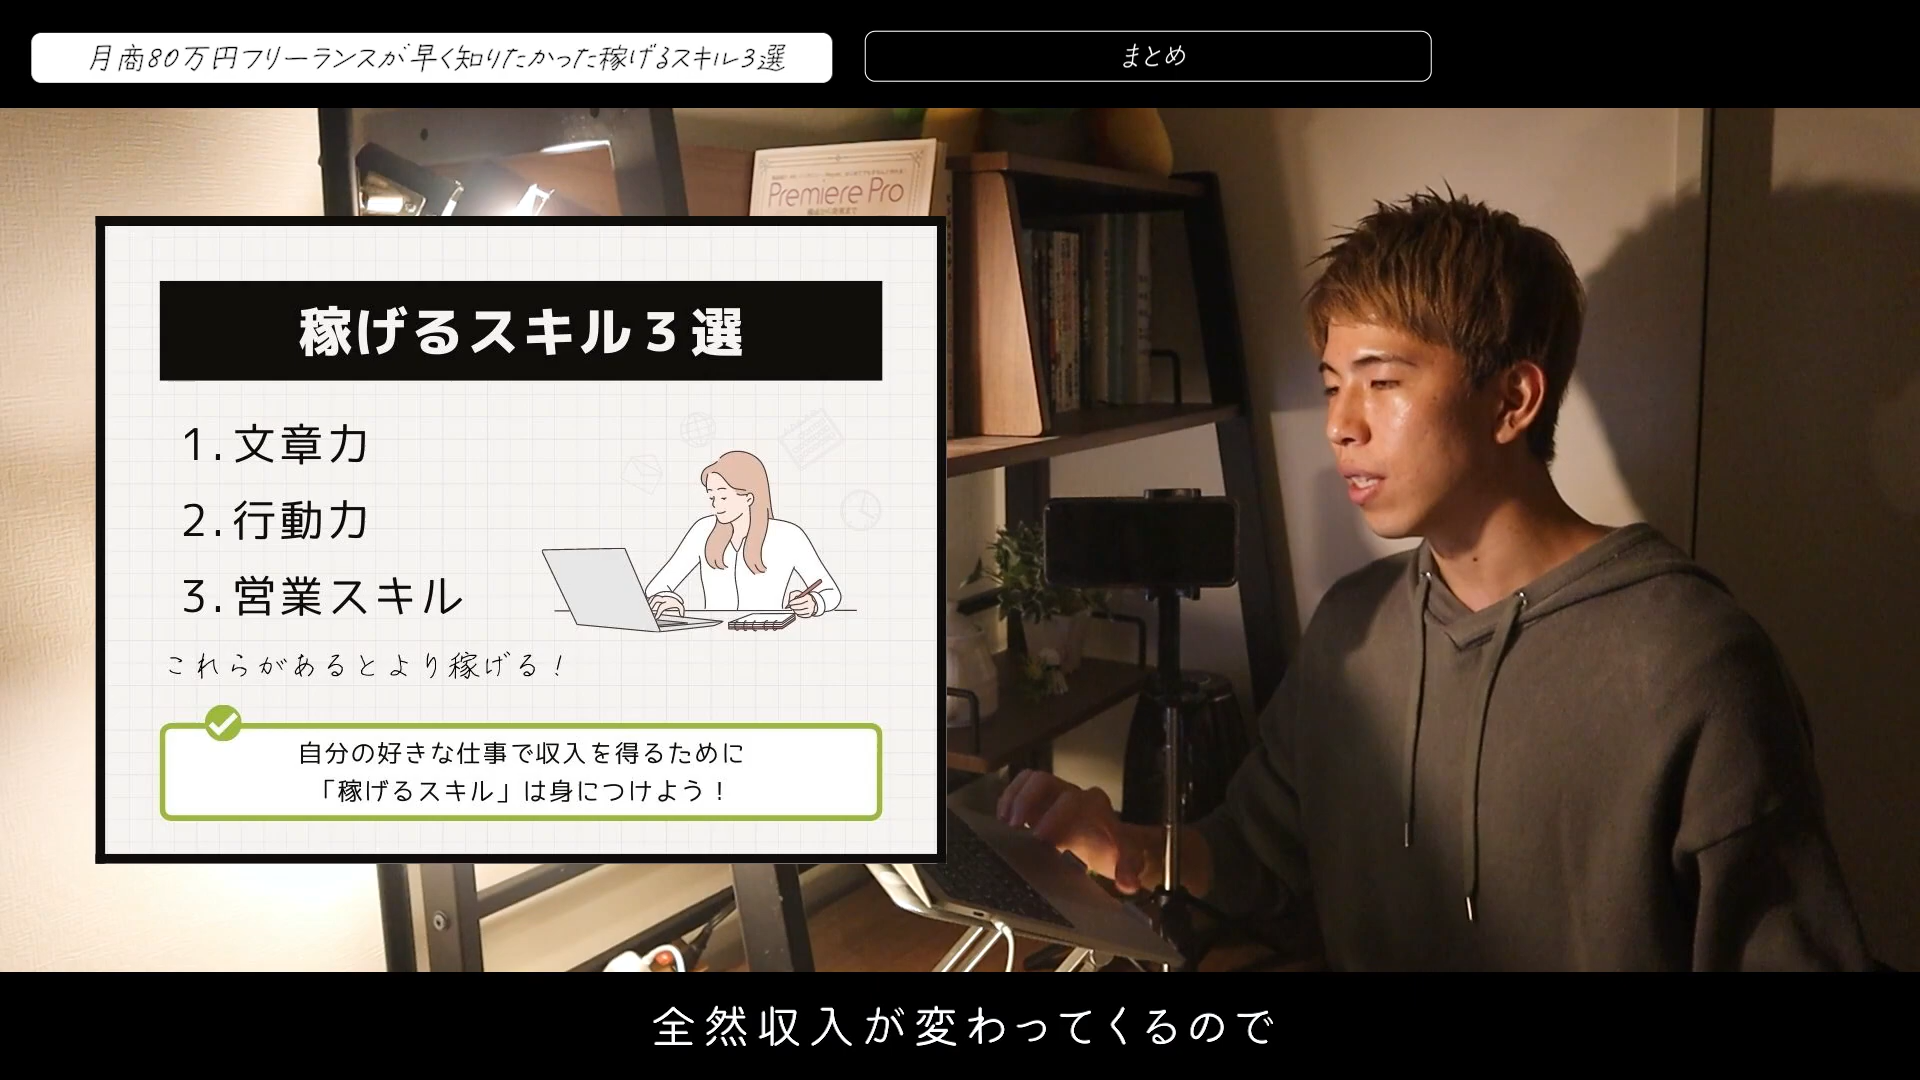 月商80万円フリーランスが早く知りたかった稼げるスキル3選
まとめ
Premiere Pro
稼げるスキル3選
1.文章力
2.行動力
3.営業スキル
これらがあるとより稼げる！
自分の好きな仕事で収入を得るために
「稼げるスキル」は身につけよう！
全然収入が変わってくるので